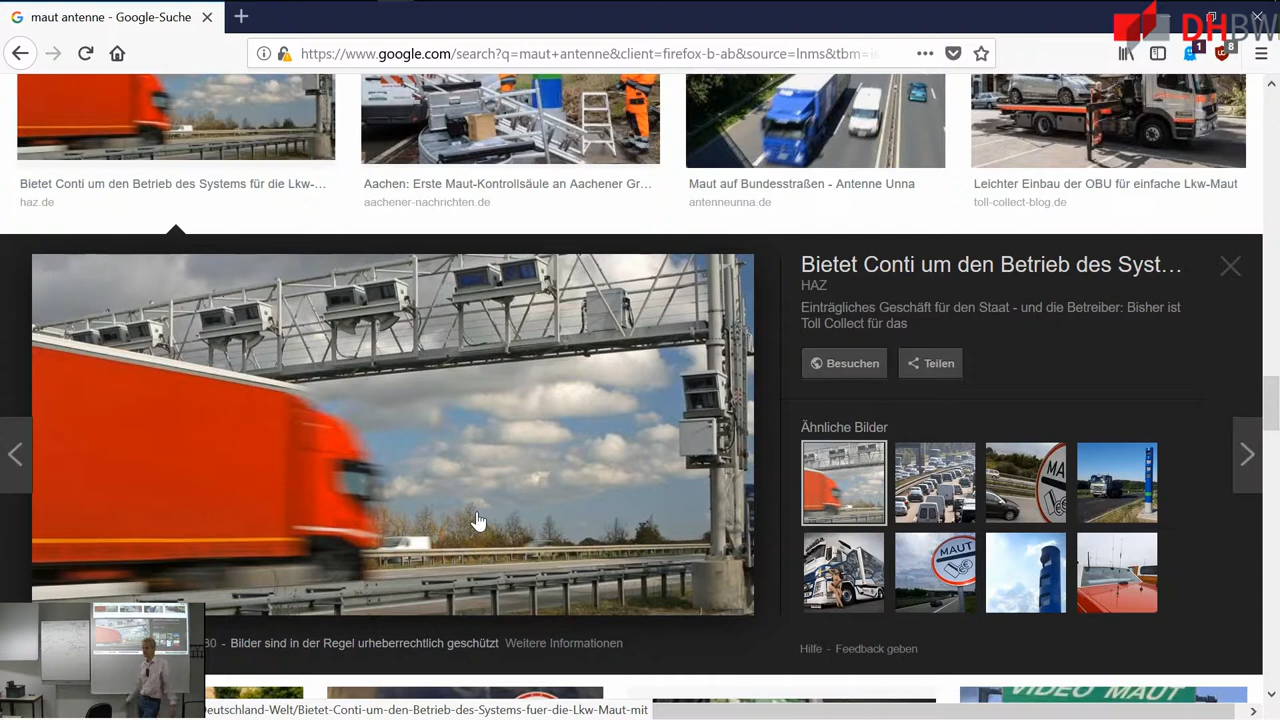 maut antenne - Google-Suche
DHBW
https://www.google.com/search?q=maut+antenne&client=firefox-b-ab&source=lnms&tbm=i
1
8
Bietet Conti um den Betrieb des Systems für die Lkw-…
haz.de
Aachen: Erste Maut-Kontrollsäule an Aachener Gr…
aachener-nachrichten.de
Maut auf Bundesstraßen - Antenne Unna
antenneunna.de
Leichter Einbau der OBU für einfache Lkw-Maut
toll-collect-blog.de
Bietet Conti um den Betrieb des Syst…
HAZ
Einträgliches Geschäft für den Staat - und die Betreiber: Bisher ist
Toll Collect für das
Besuchen
Teilen
Ähnliche Bilder
MAUT
80 - Bilder sind in der Regel urheberrechtlich geschützt Weitere Informationen
Hilfe - Feedback geben
VIDEO MAUT
eutschland-Welt/Bietet-Conti-um-den-Betrieb-des-Systems-fuer-die-Lkw-Maut-mit